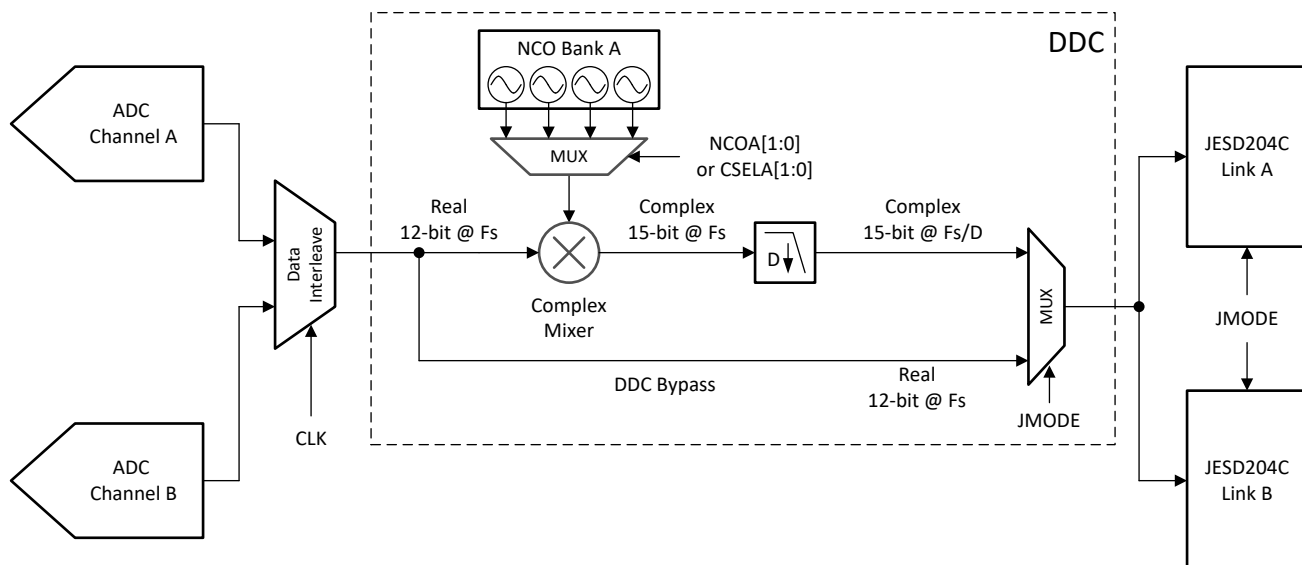 DDC
NCO Bank A
ADC
Channel A
MUX
NCOA[1:0]
or CSELA[1:0]
JESD204C
Link A
Real
12-bit @ Fs
Complex
15-bit @ Fs
Complex
15-bit @ Fs/D
Data
Interleave
D
MUX
Complex
Mixer
JMODE
DDC Bypass
Real
12-bit @ Fs
JMODE
CLK
ADC
Channel B
JESD204C
Link B